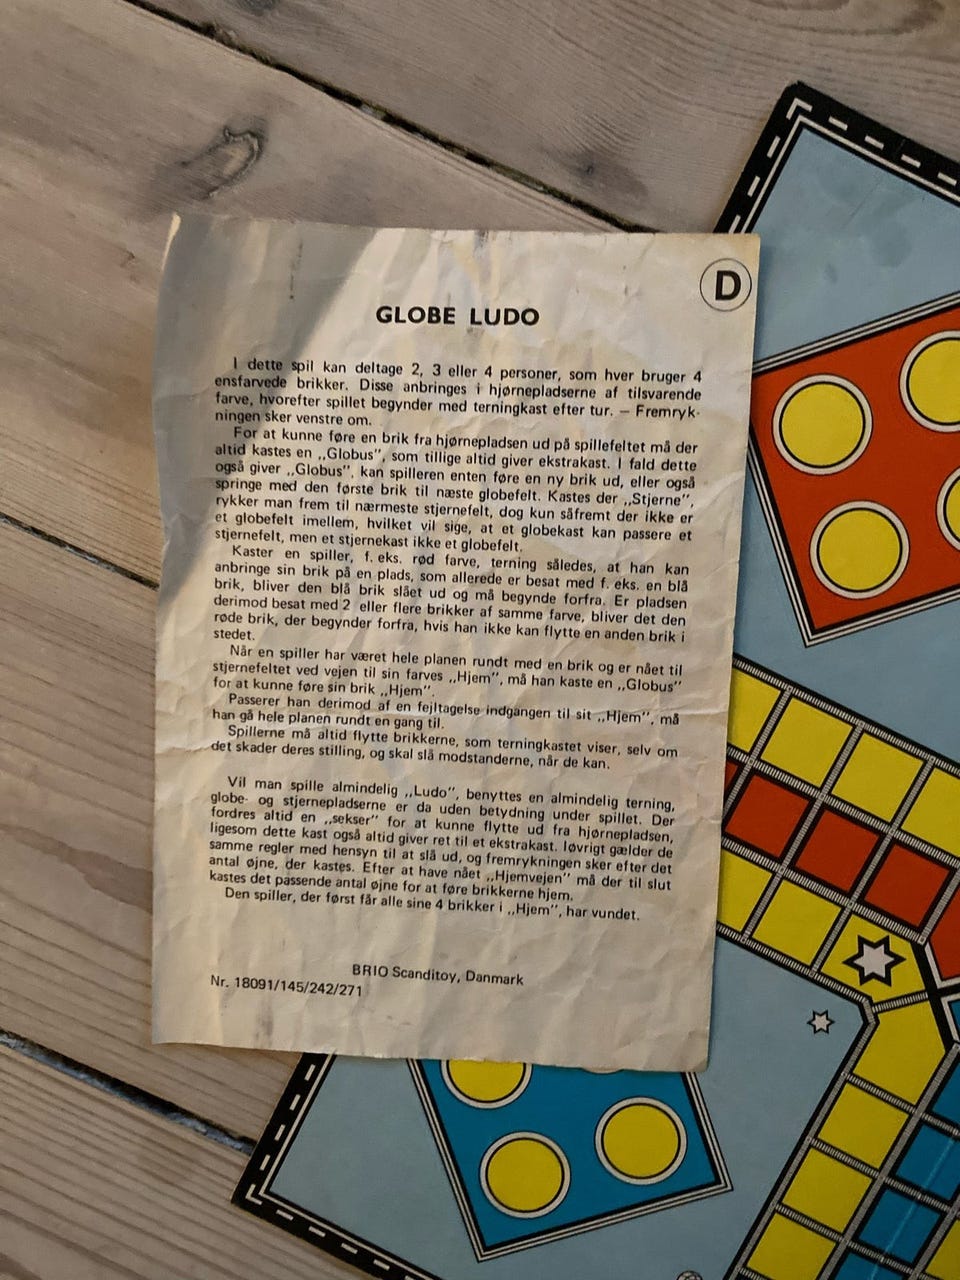 D
GLOBE LUDO
I dette spil kan deltage 2, 3 eller 4 personer, som hver bruger 4
ensfarvede brikker. Disse anbringes i hjørnepladserne af tilsvarende
farve, hvorefter spillet begynder med terningkast efter tur. — Fremryk-
ningen sker venstre om.
For at kunne føre en brik fra hjørnepladsen ud på spillefeltet må der
altid kastes en „Globus”, som tillige altid giver ekstrakast. I fald dette
også giver „Globus”, kan spilleren enten føre en ny brik ud, eller også
springe med den første brik til næste globefelt. Kastes der „Stjerne”,
rykker man frem til nærmeste stjernefelt, dog kun såfremt der ikke er
et globefelt imellem, hvilket vil sige, at et globekast kan passere et
stjernefelt, men et stjernekast ikke et globefelt.
Kaster en spiller, f. eks. rød farve, terning således, at han kan
anbringe sin brik på en plads, som allerede er besat med f. eks. en blå
brik, bliver den blå brik slået ud og må begynde forfra. Er pladsen
derimod besat med 2 eller flere brikker af samme farve, bliver det den
røde brik, der begynder forfra, hvis han ikke kan flytte en anden brik i
stedet.
Når en spiller har været hele planen rundt med en brik og er nået til
stjernefeltet ved vejen til sin farves „Hjem”, må han kaste en „Globus”
for at kunne føre sin brik „Hjem”.
Passerer han derimod af en fejltagelse indgangen til sit „Hjem”, må
han gå hele planen rundt en gang til.
Spillerne må altid flytte brikkerne, som terningkastet viser, selv om
det skader deres stilling, og skal slå modstanderne, når de kan.
Vil man spille almindelig „Ludo”, benyttes en almindelig terning,
globe- og stjernepladserne er da uden betydning under spillet. Der
fordres altid en „sekser” for at kunne flytte ud fra hjørnepladsen,
ligesom dette kast også altid giver ret til et ekstrakast. Iøvrigt gælder de
samme regler med hensyn til at slå ud, og fremrykningen sker efter det
antal øjne, der kastes. Efter at have nået „Hjemvejen” må der til slut
kastes det passende antal øjne for at føre brikkerne hjem.
Den spiller, der først får alle sine 4 brikker i „Hjem”, har vundet.
BRIO Scanditoy, Danmark
Nr. 18091/145/242/271